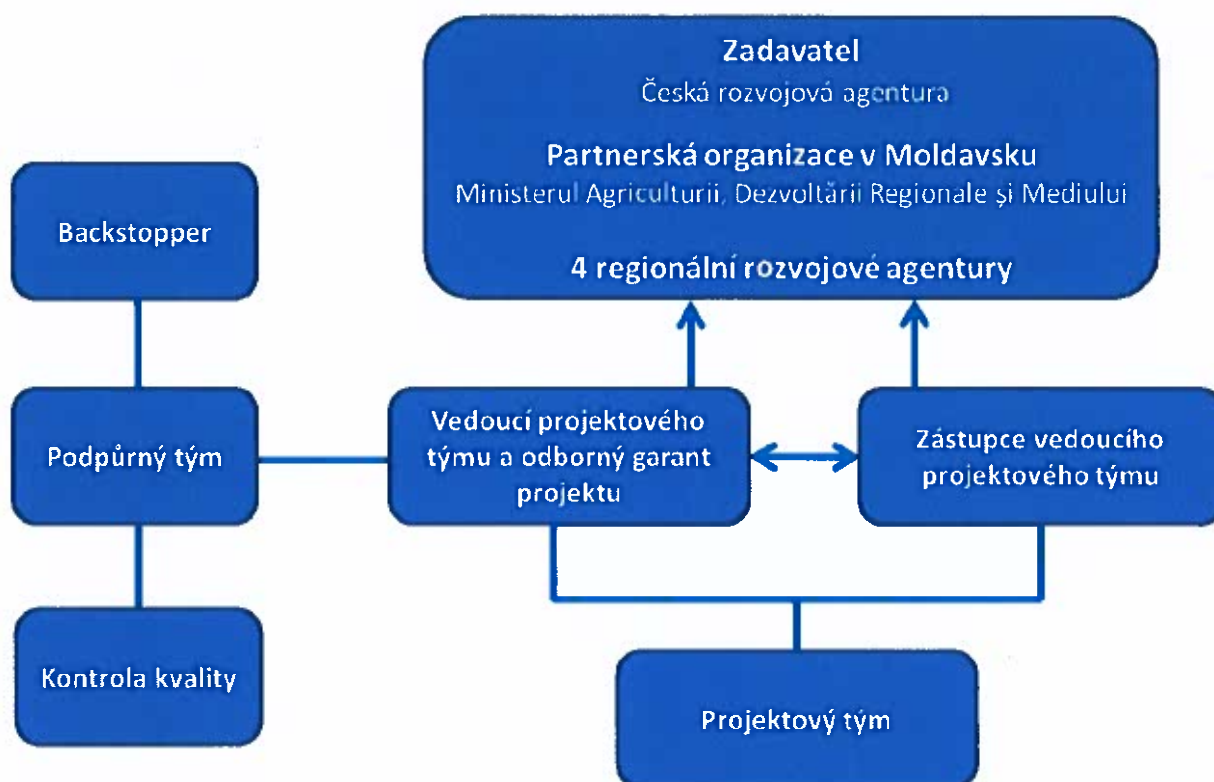 Zadavatel
Česká rozvojová agentura
Partnerská organizace v Moldavsku
Ministerul Agriculturii, Dezvoltării Regionale și Mediului
4 regionální rozvojové agentury
Backstopper
Podpůrný tým
Vedoucí projektového
týmu a odborný garant
projektu
Zástupce vedoucího
projektového týmu
Kontrola kvality
Projektový tým